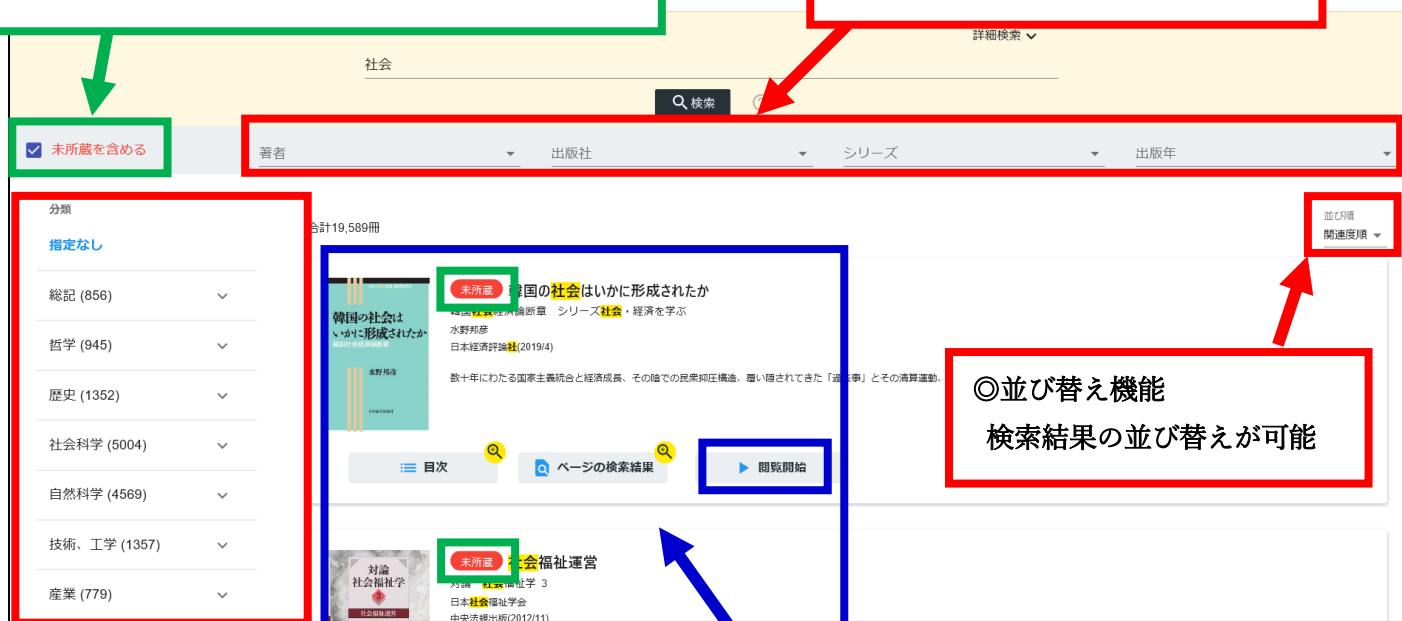 詳細検索
社会
検索
未所蔵を含める
著者
出版社
シリーズ
出版年
分類
指定なし
総記 (856)
哲学 (945)
歴史 (1352)
社会科学 (5004)
自然科学 (4569)
技術、工学 (1357)
産業 (779)
合計19,589冊
並び順
関連度順
韓国の社会は
いかに形成されたか
水野邦彦
未所蔵 韓国の社会はいかに形成されたか
韓国社会経済論断章 シリーズ社会・経済を学ぶ
水野邦彦
日本経済評論社(2019/4)
数十年にわたる国家主義統合と経済成長、その陰での民衆抑圧構造、覆い隠されてきた「過去事」とその清算運動、
目次
ページの検索結果
閲覧開始
◎並び替え機能
検索結果の並び替えが可能
対論
社会福祉学
3
社会福祉運営
未所蔵 社会福祉運営
対論 社会福祉学 3
日本社会福祉学会
中央法規出版(2012/11)